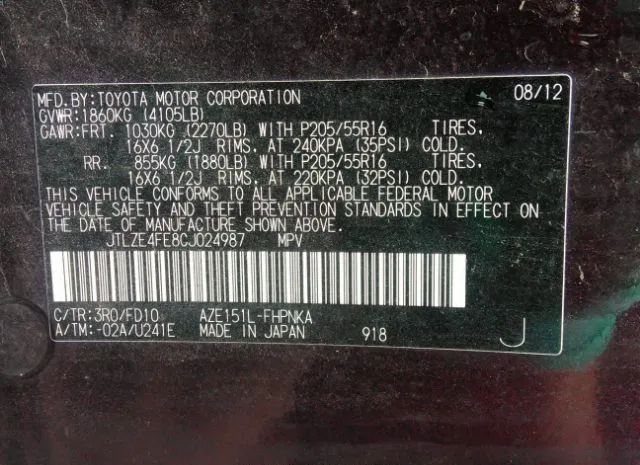 MFD.BY:TOYOTA MOTOR CORPORATION 08/12
GVWR:1860KG (4105LB)
GAWR:FRT. 1030KG (2270LB) WITH P205/55R16 TIRES,
16X6 1/2J RIMS, AT 240KPA (35PSI) COLD.
RR. 855KG (1880LB) WITH P205/55R16 TIRES,
16X6 1/2J RIMS, AT 220KPA (32PSI) COLD.
THIS VEHICLE CONFORMS TO ALL APPLICABLE FEDERAL MOTOR
VEHICLE SAFETY AND THEFT PREVENTION STANDARDS IN EFFECT ON
THE DATE OF MANUFACTURE SHOWN ABOVE.
JTLZE4FE8CJ024987 MPV
C/TR:3R0/FD10 AZE151L-FHPNKA
A/TM:-02A/U241E MADE IN JAPAN 918 J